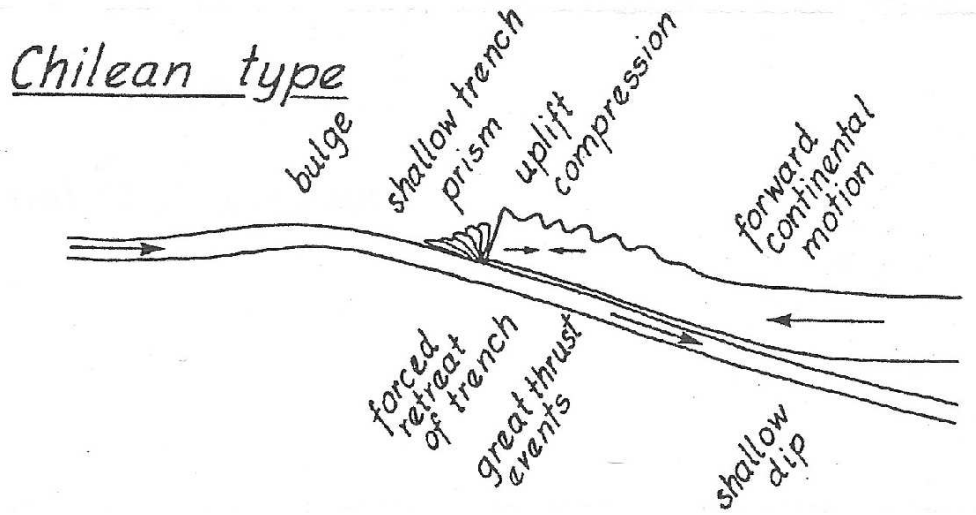 Chilean type
bulge
shallow trench
prism
uplift
compression
forward
continental
motion
forced
retreat
of trench
great thrust
events
shallow
dip